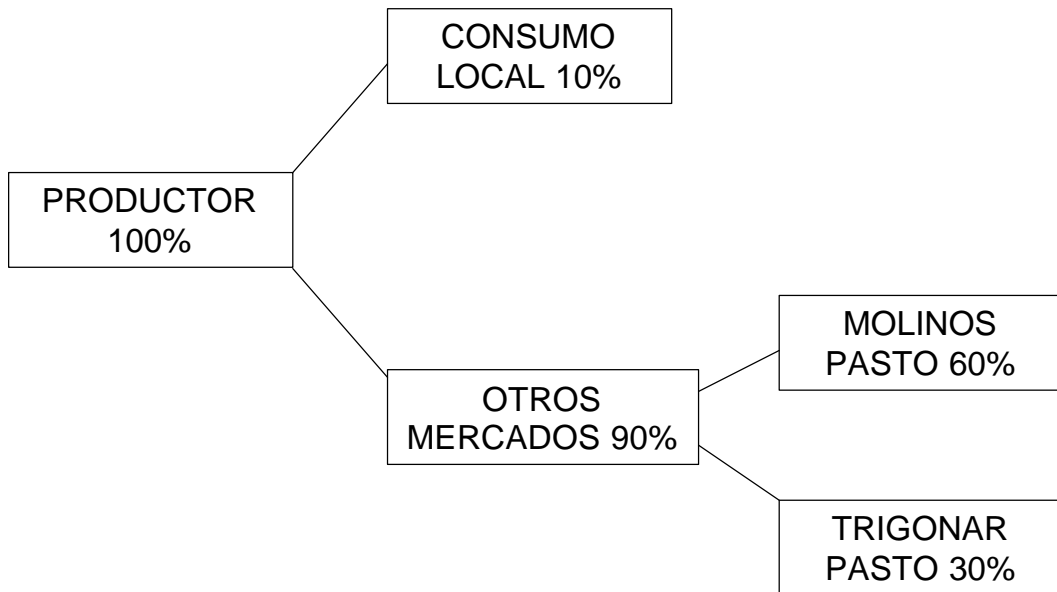 CONSUMO
LOCAL 10%
PRODUCTOR
100%
MOLINOS
PASTO 60%
OTROS
MERCADOS 90%
TRIGONAR
PASTO 30%